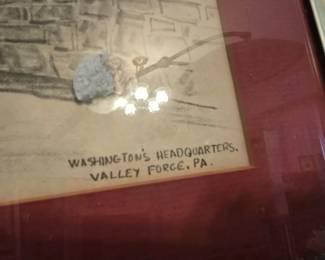 WASHINGTON'S HEADQUARTERS.
VALLEY FORGE, PA.